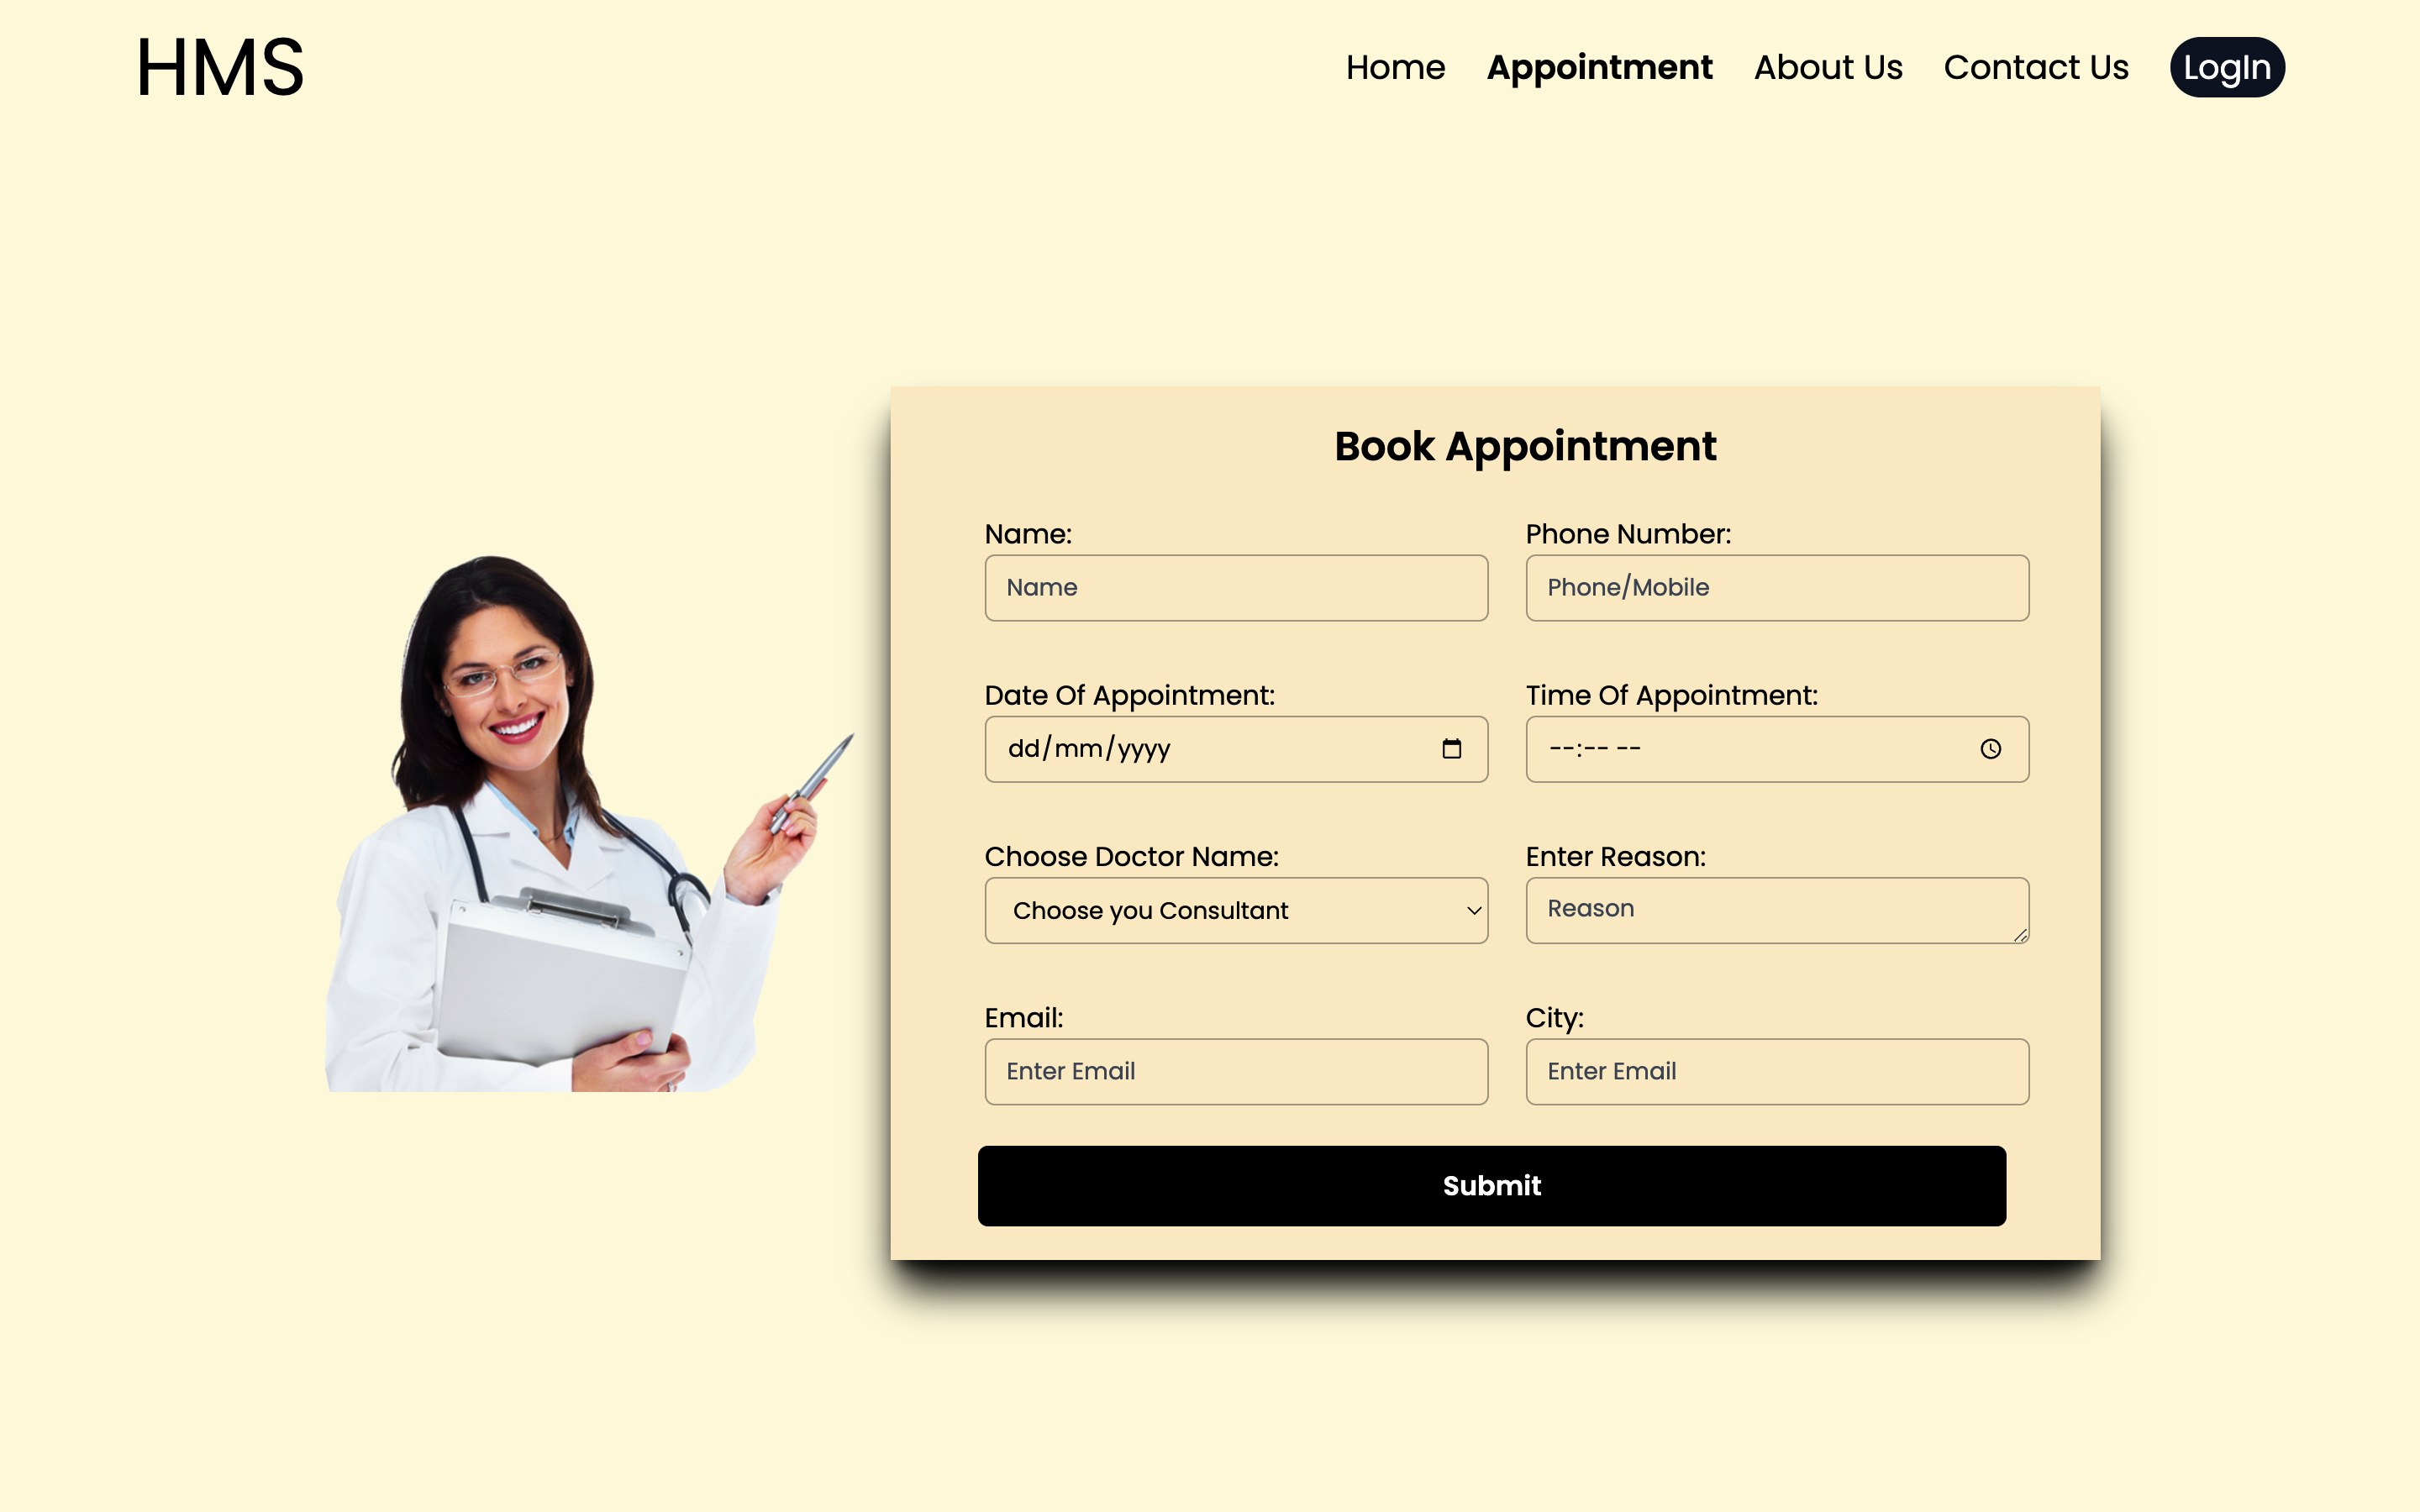 HMS
Home Appointment About Us Contact Us LogIn
Book Appointment
Name: Phone Number:
Name Phone/Mobile
Date Of Appointment: Time Of Appointment:
dd/mm/yyyy --:-- --
Choose Doctor Name: Enter Reason:
Choose you Consultant Reason
Email: City:
Enter Email Enter Email
Submit